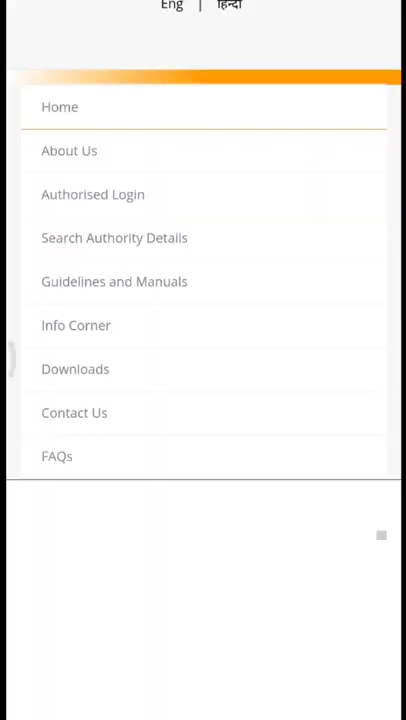 Eng | हिन्दी
Home
About Us
Authorised Login
Search Authority Details
Guidelines and Manuals
Info Corner
Downloads
Contact Us
FAQs